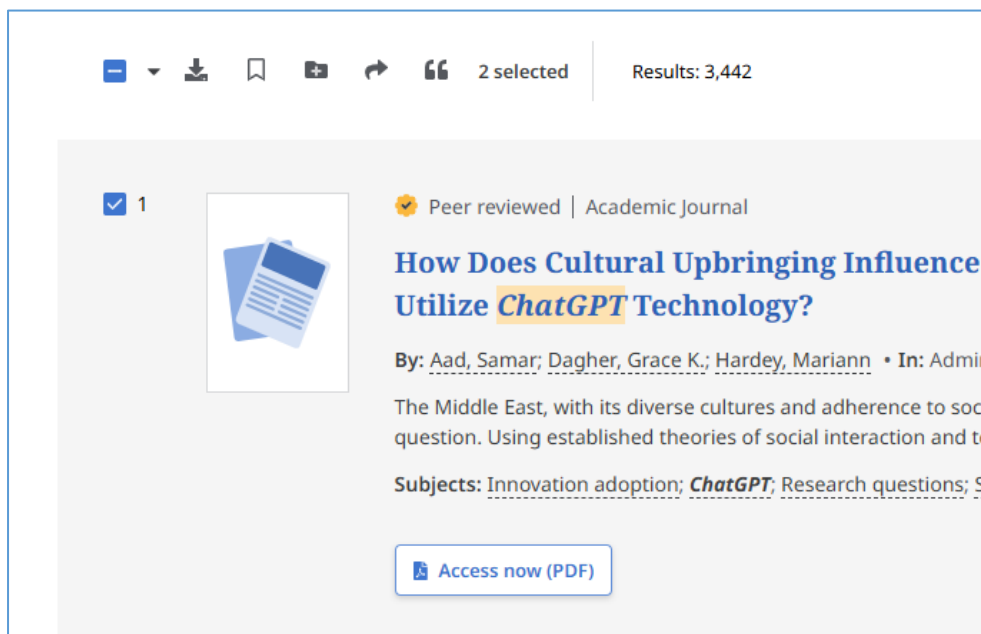 2 selected Results: 3,442
1
Peer reviewed | Academic Journal
How Does Cultural Upbringing Influence
Utilize ChatGPT Technology?
By: Aad, Samar; Dagher, Grace K.; Hardey, Mariann • In: Admin
The Middle East, with its diverse cultures and adherence to soc
question. Using established theories of social interaction and t
Subjects: Innovation adoption; ChatGPT; Research questions; S
Access now (PDF)